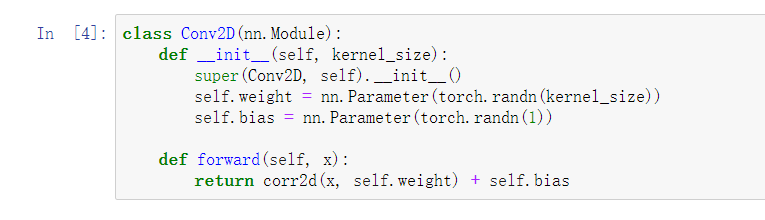 In [4]: class Conv2D(nn.Module):
    def __init__(self, kernel_size):
        super(Conv2D, self).__init__()
        self.weight = nn.Parameter(torch.randn(kernel_size))
        self.bias = nn.Parameter(torch.randn(1))

    def forward(self, x):
        return corr2d(x, self.weight) + self.bias